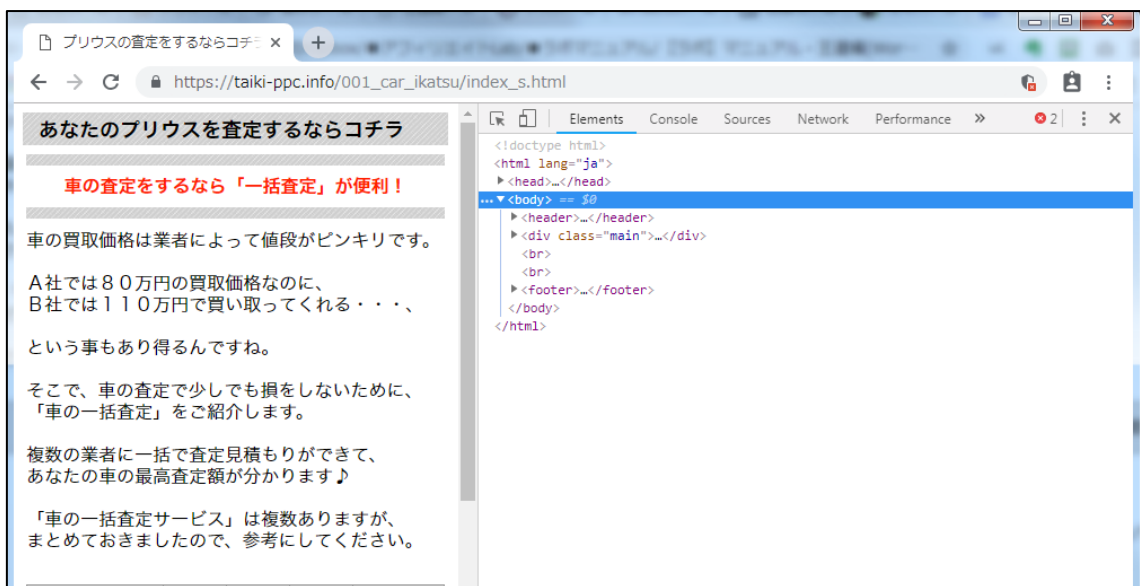 プリウスの査定をするならコチラ
https://taiki-ppc.info/001_car_ikatsu/index_s.html
あなたのプリウスを査定するならコチラ
車の査定をするなら「一括査定」が便利！
車の買取価格は業者によって値段がピンキリです。
Ａ社では８０万円の買取価格なのに、
Ｂ社では１１０万円で買い取ってくれる・・・、
という事もあり得るんですね。
そこで、車の査定で少しでも損をしないために、
「車の一括査定」をご紹介します。
複数の業者に一括で査定見積もりができて、
あなたの車の最高査定額が分かります♪
「車の一括査定サービス」は複数ありますが、
まとめておきましたので、参考にしてください。
Elements Console Sources Network Performance » 2
<!doctype html>
<html lang="ja">
<head>…</head>
<body> == $0
<header>…</header>
<div class="main">…</div>
<br>
<br>
<footer>…</footer>
</body>
</html>